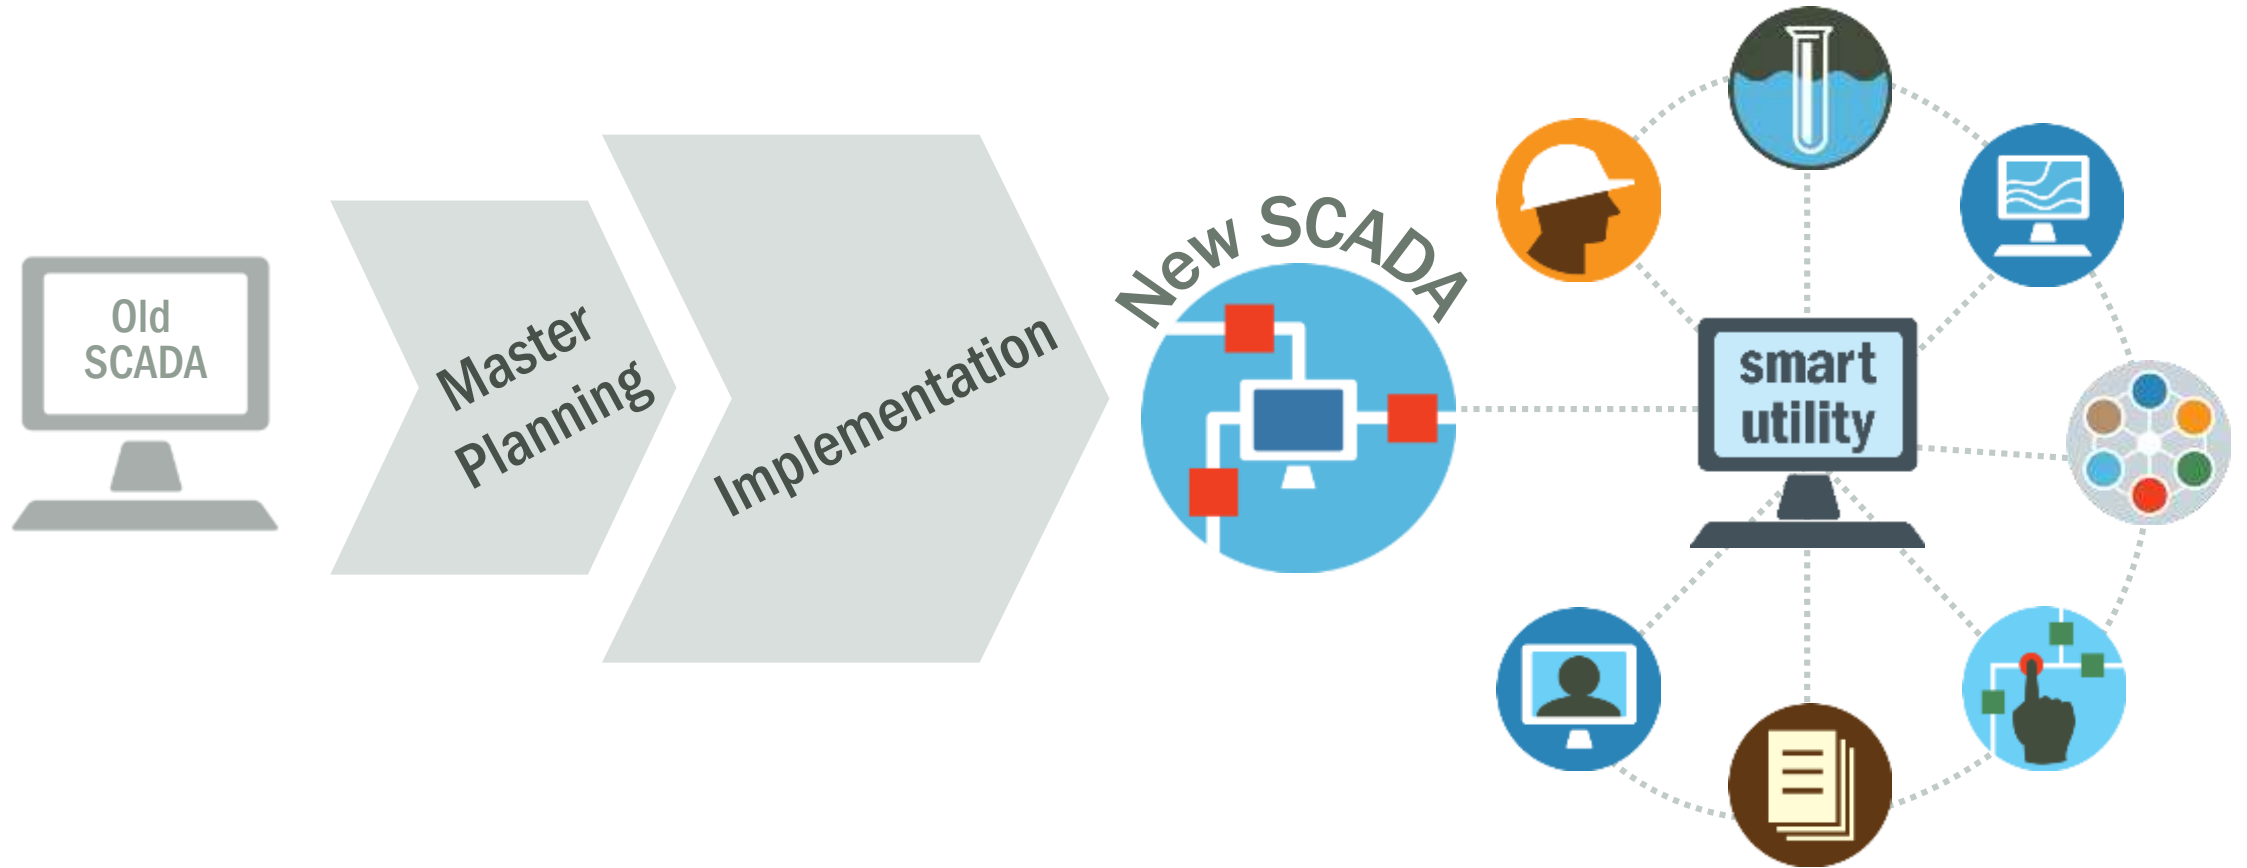 Old
SCADA
Master
Planning
Implementation
New SCADA
smart
utility